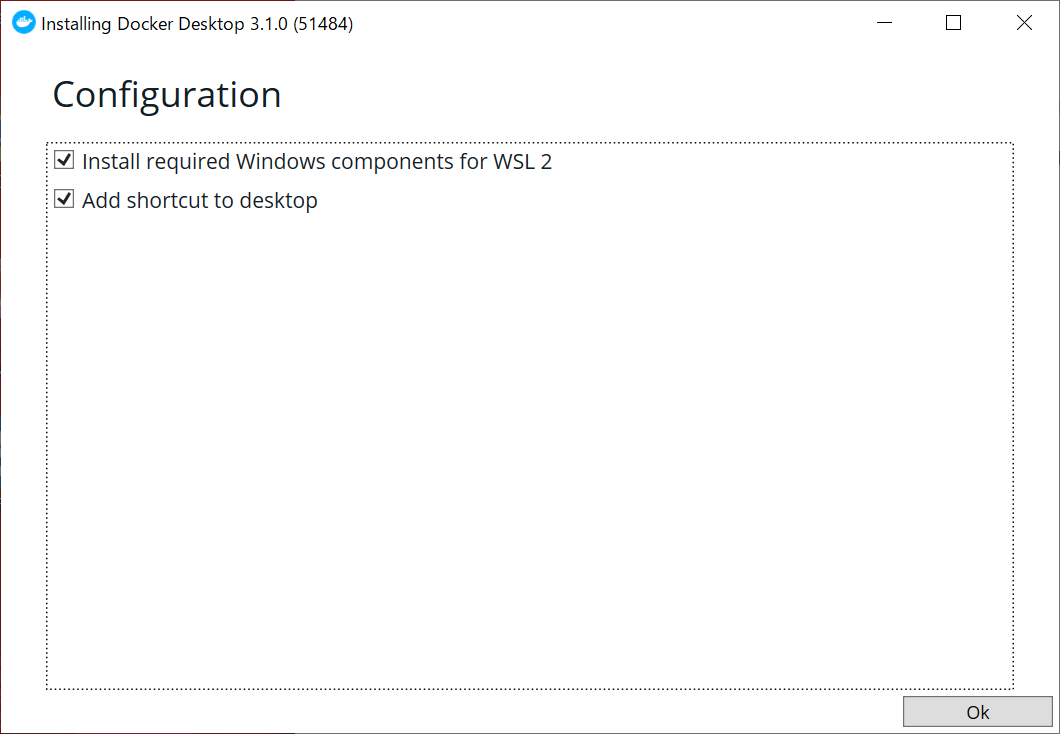 Installing Docker Desktop 3.1.0 (51484)
Configuration
Install required Windows components for WSL 2
Add shortcut to desktop
Ok